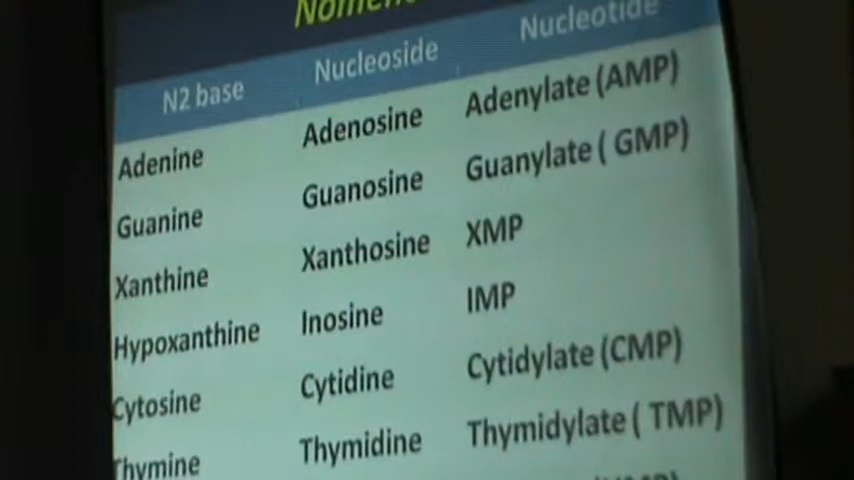 N2 base Nucleoside Nucleotide
Adenine Adenosine Adenylate (AMP)
Guanine Guanosine Guanylate ( GMP)
Xanthine Xanthosine XMP
Hypoxanthine Inosine IMP
Cytosine Cytidine Cytidylate (CMP)
Thymine Thymidine Thymidylate ( TMP)